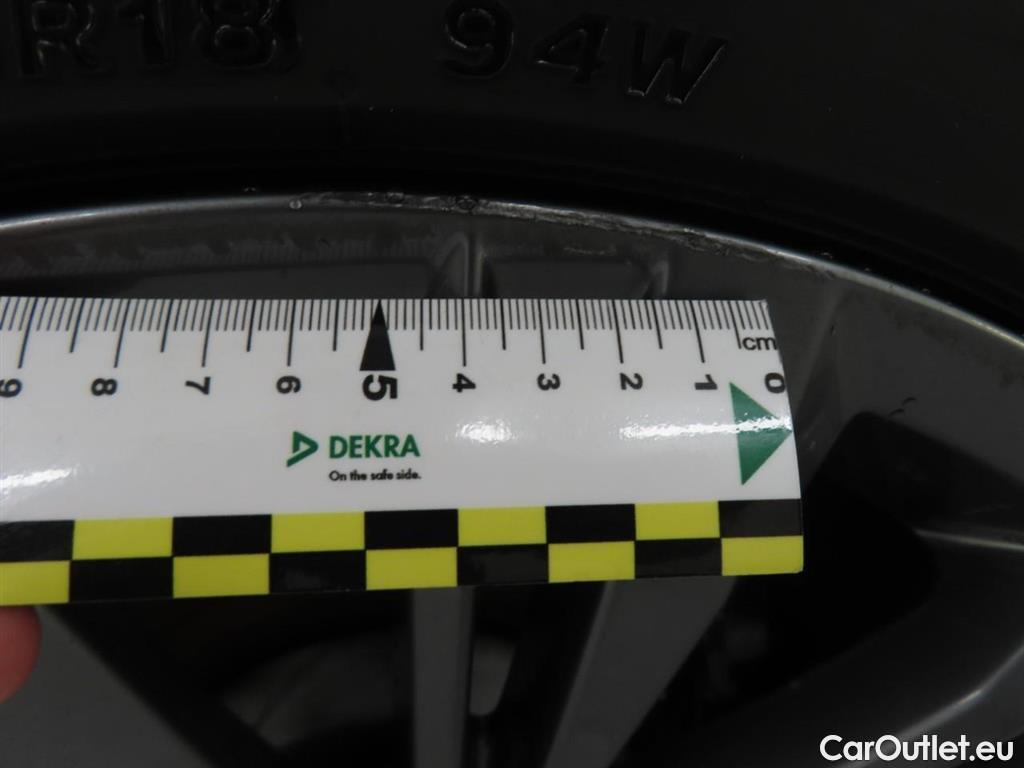 R18 94W
cm
9 8 7 6 5 4 3 2 1 0
DEKRA
On the safe side.
CarOutlet.eu